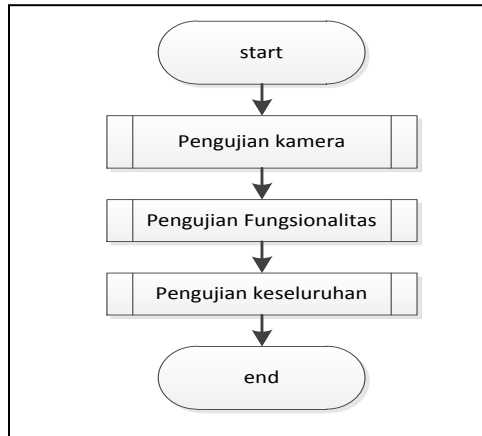 start
Pengujian kamera
Pengujian Fungsionalitas
Pengujian keseluruhan
end